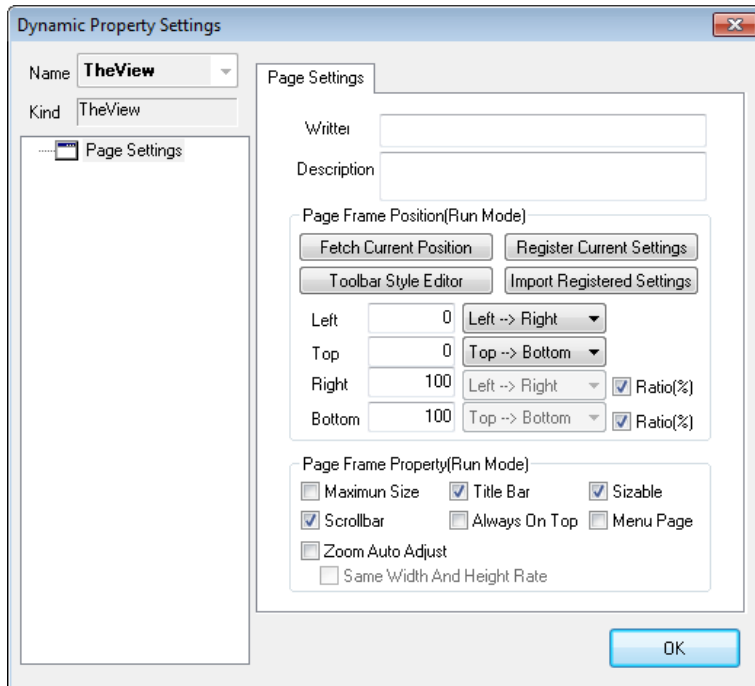 Dynamic Property Settings
Name TheView
Kind TheView
Page Settings
Page Settings
Writter
Description
Page Frame Position(Run Mode)
Fetch Current Position Register Current Settings
Toolbar Style Editor Import Registered Settings
Left 0 Left --> Right
Top 0 Top --> Bottom
Right 100 Left --> Right Ratio(%)
Bottom 100 Top --> Bottom Ratio(%)
Page Frame Property(Run Mode)
Maximun Size Title Bar Sizable
Scrollbar Always On Top Menu Page
Zoom Auto Adjust
Same Width And Height Rate
OK